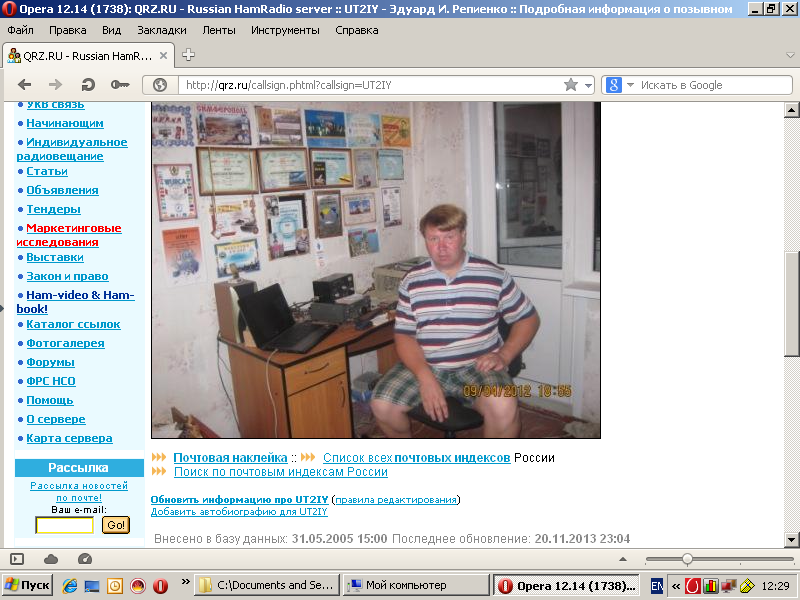 Opera 12.14 (1738): QRZ.RU - Russian HamRadio server :: UT2IY - Эдуард И. Репиенко :: Подробная информация о позывном
Файл Правка Вид Закладки Ленты Инструменты Справка
QRZ.RU - Russian HamR...
http://qrz.ru/callsign.phtml?callsign=UT2IY
Искать в Google
УКВ связь
Начинающим
Индивидуальное
радиовещание
Статьи
Объявления
Тендеры
Маркетинговые
исследования
Выставки
Закон и право
Ham-video & Ham-
book!
Каталог ссылок
Фотогалерея
Форумы
ФРС НСО
Помощь
О сервере
Карта сервера
Рассылка
Рассылка новостей
по почте!
Ваш e-mail:
Go!
СИМФЕРОПОЛЬ
09/04/2012 18:55
Почтовая наклейка :: Список всех почтовых индексов России
Поиск по почтовым индексам России
Обновить информацию про UT2IY (правила редактирования)
Добавить автобиографию для UT2IY
Внесено в базу данных: 31.05.2005 15:00 Последнее обновление: 20.11.2013 23:04
Пуск
C:\Documents and Se...
Мой компьютер
Opera 12.14 (1738)...
EN
12:29